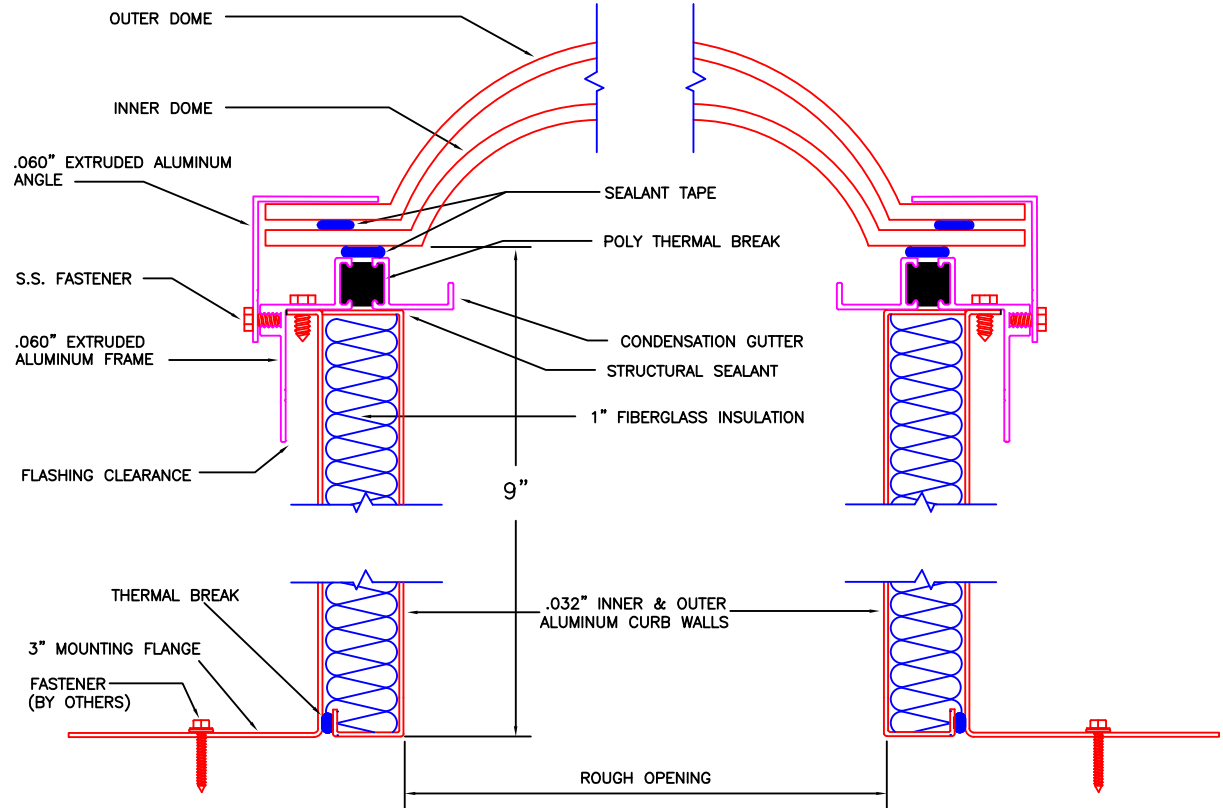 OUTER DOME
INNER DOME
.060” EXTRUDED ALUMINUM
ANGLE
SEALANT TAPE
POLY THERMAL BREAK
S.S. FASTENER
.060” EXTRUDED
ALUMINUM FRAME
CONDENSATION GUTTER
STRUCTURAL SEALANT
1” FIBERGLASS INSULATION
FLASHING CLEARANCE
9”
THERMAL BREAK
.032” INNER & OUTER
ALUMINUM CURB WALLS
3” MOUNTING FLANGE
FASTENER
(BY OTHERS)
ROUGH OPENING